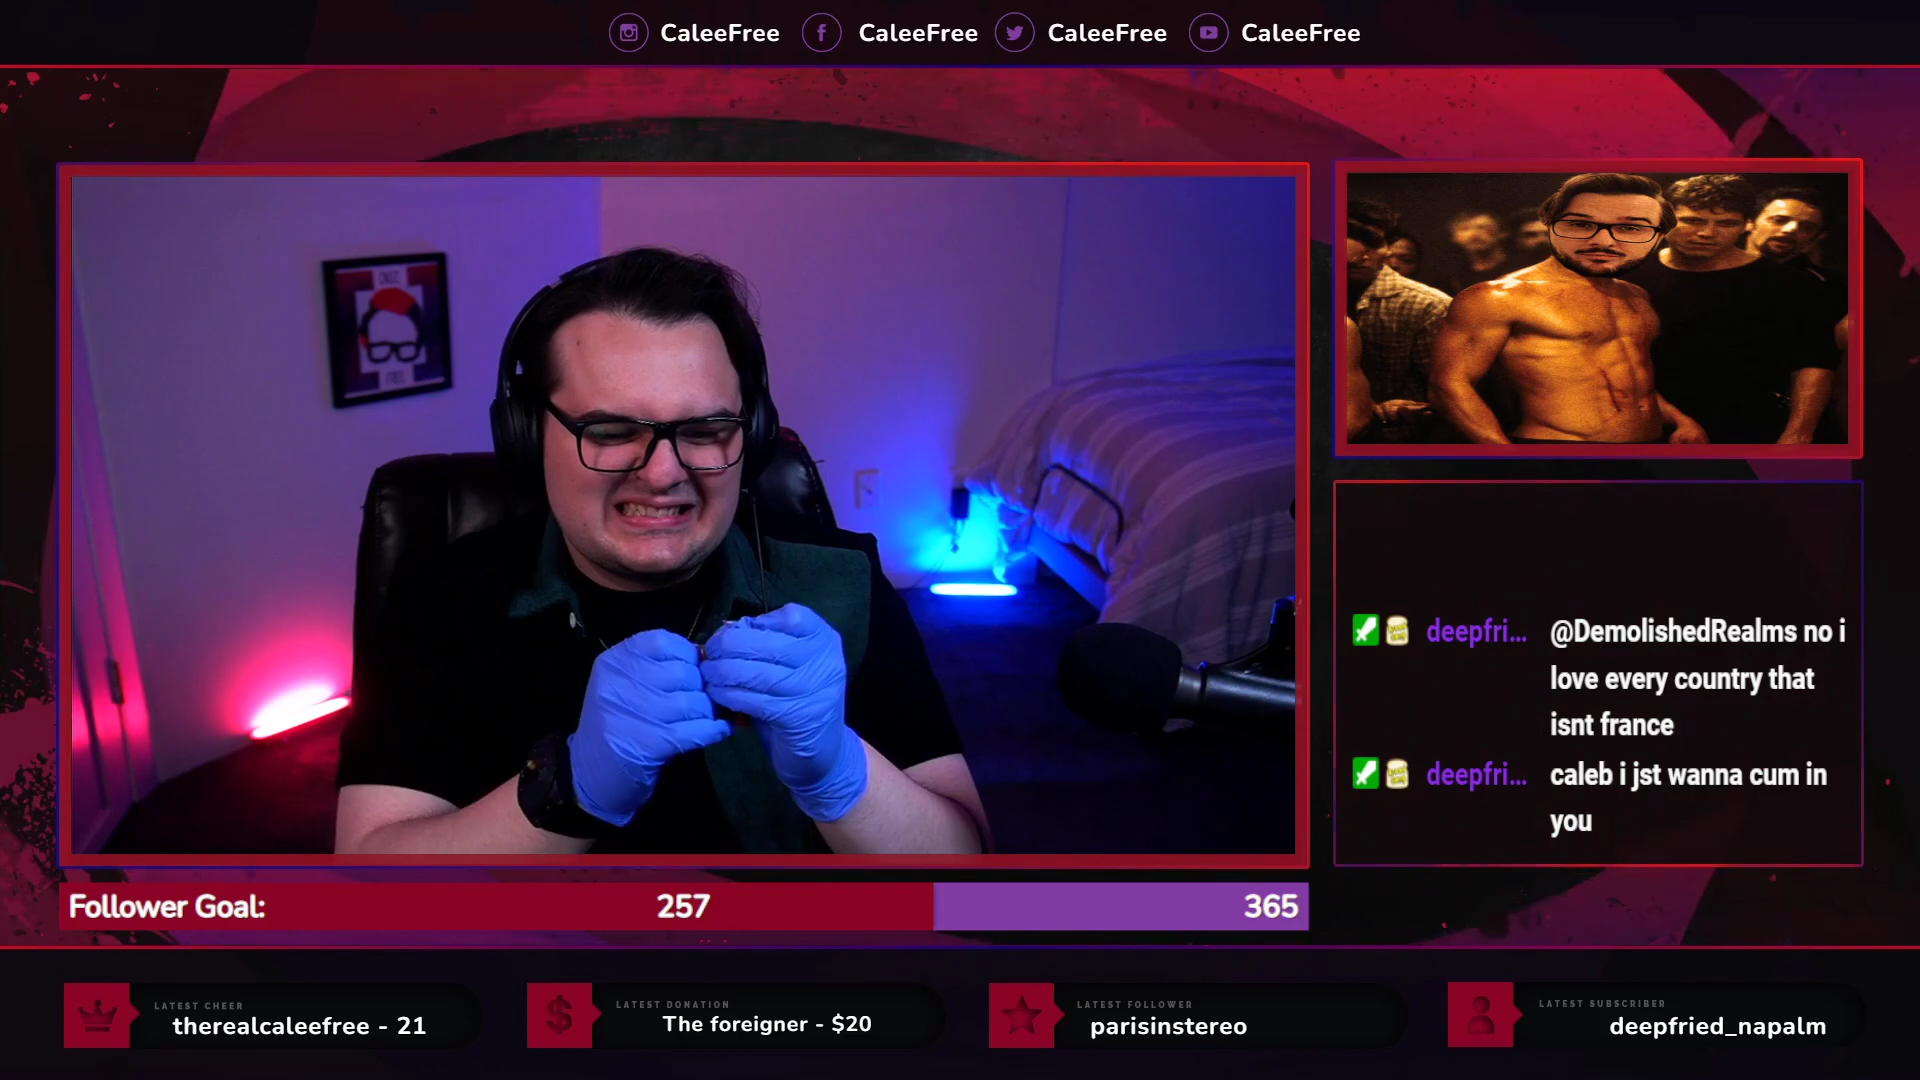 CaleeFree
CaleeFree
CaleeFree
CaleeFree
CALEE
FREE
deepfri... @DemolishedRealms no i
love every country that
isnt france
deepfri... caleb i jst wanna cum in
you
Follower Goal: 257 365
LATEST CHEER
therealcaleefree - 21
LATEST DONATION
The foreigner - $20
LATEST FOLLOWER
parisinstereo
LATEST SUBSCRIBER
deepfried_napalm